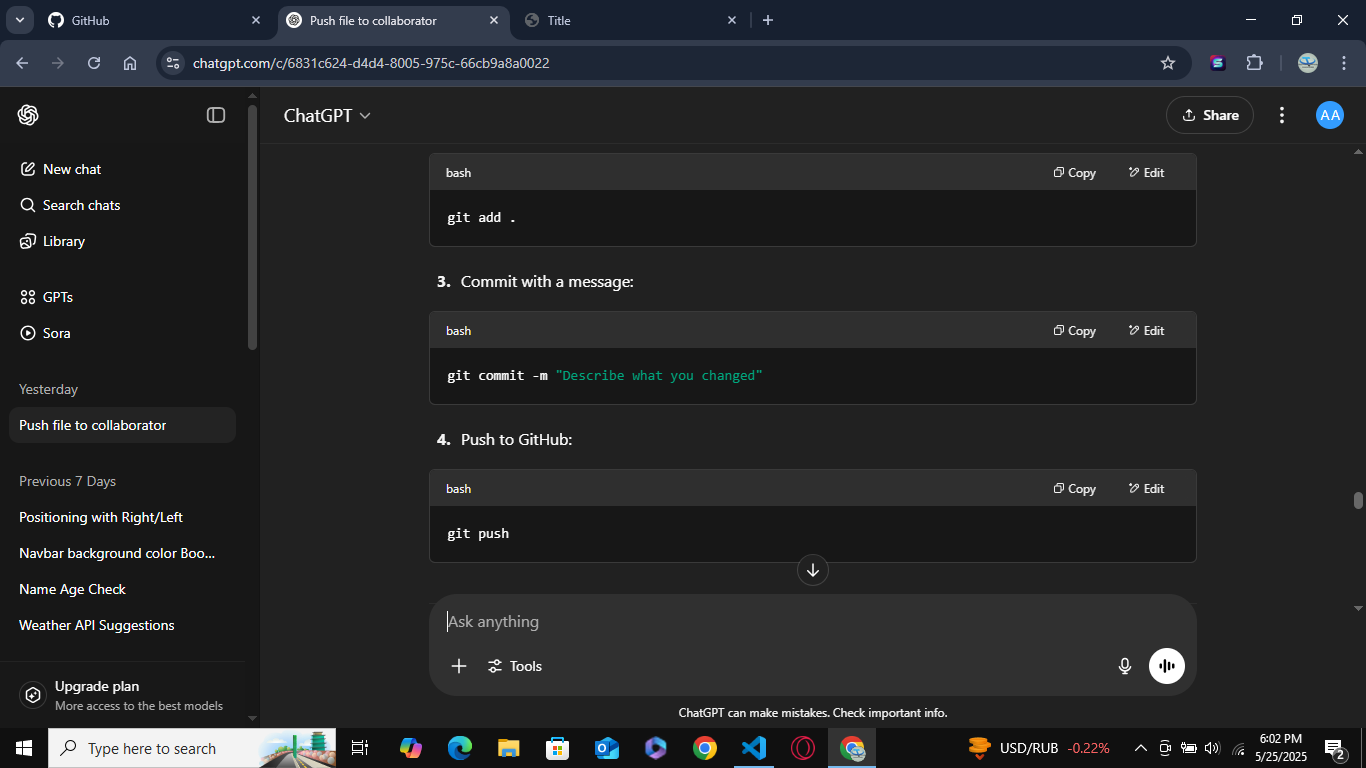 GitHub
Push file to collaborator
Title
chatgpt.com/c/6831c624-d4d4-8005-975c-66cb9a8a0022
ChatGPT
Share
AA
New chat
Search chats
Library
GPTs
Sora
Yesterday
Push file to collaborator
Previous 7 Days
Positioning with Right/Left
Navbar background color Boo...
Name Age Check
Weather API Suggestions
Upgrade plan
More access to the best models
bash
Copy
Edit
git add .
3. Commit with a message:
bash
Copy
Edit
git commit -m "Describe what you changed"
4. Push to GitHub:
bash
Copy
Edit
git push
Ask anything
Tools
ChatGPT can make mistakes. Check important info.
Type here to search
USD/RUB -0.22%
6:02 PM
5/25/2025
2